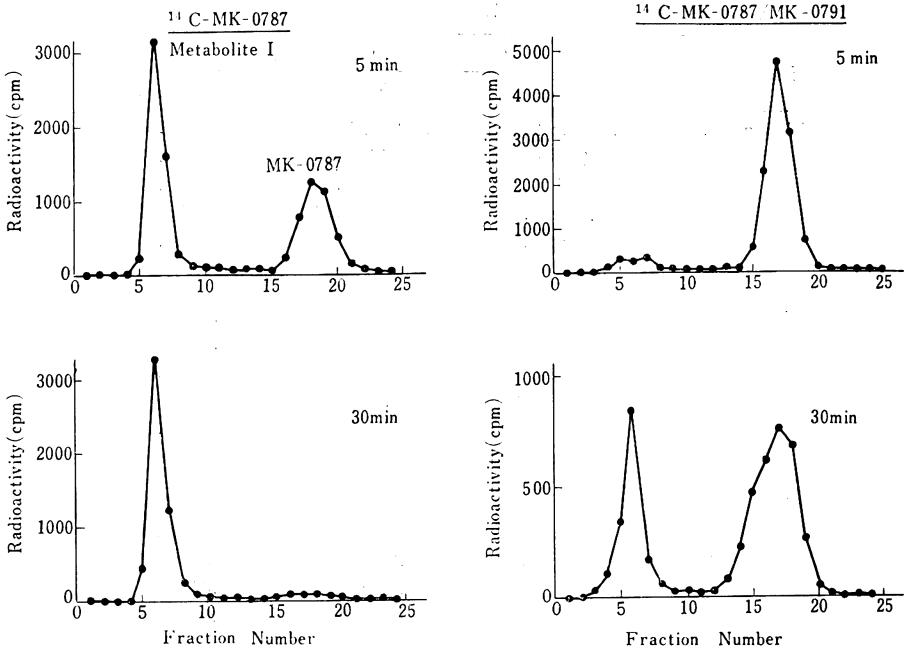 ¹⁴ C-MK-0787
Metabolite I
5 min
MK-0787
Radioactivity(cpm)
3000
2000
1000
0
0 5 10 15 20 25
¹⁴ C-MK-0787/MK-0791
5 min
Radioactivity(cpm)
5000
4000
3000
2000
1000
0
0 5 10 15 20 25
30min
Radioactivity(cpm)
3000
2000
1000
0
0 5 10 15 20 25
Fraction Number
30min
Radioactivity(cpm)
1000
500
0
0 5 10 15 20 25
Fraction Number